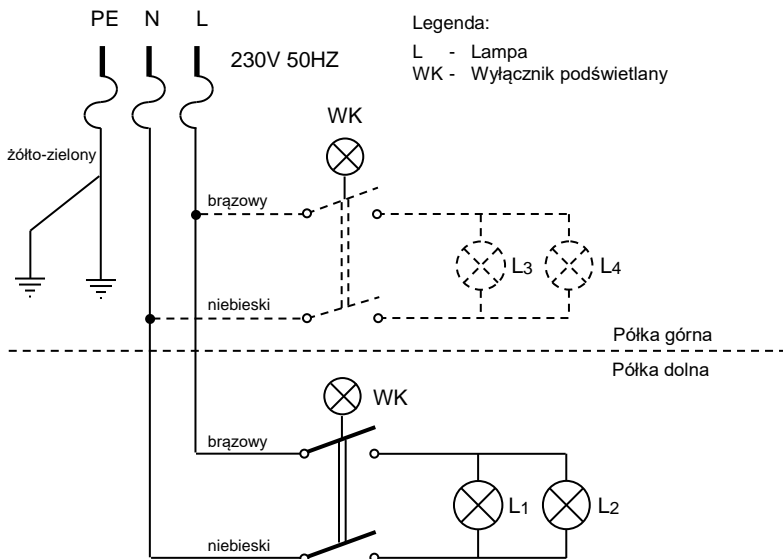 PE N L
230V 50HZ
Legenda:
L - Lampa
WK - Wyłącznik podświetlany
WK
żółto-zielony
brązowy
L3 L4
niebieski
Półka górna
Półka dolna
WK
brązowy
L1 L2
niebieski